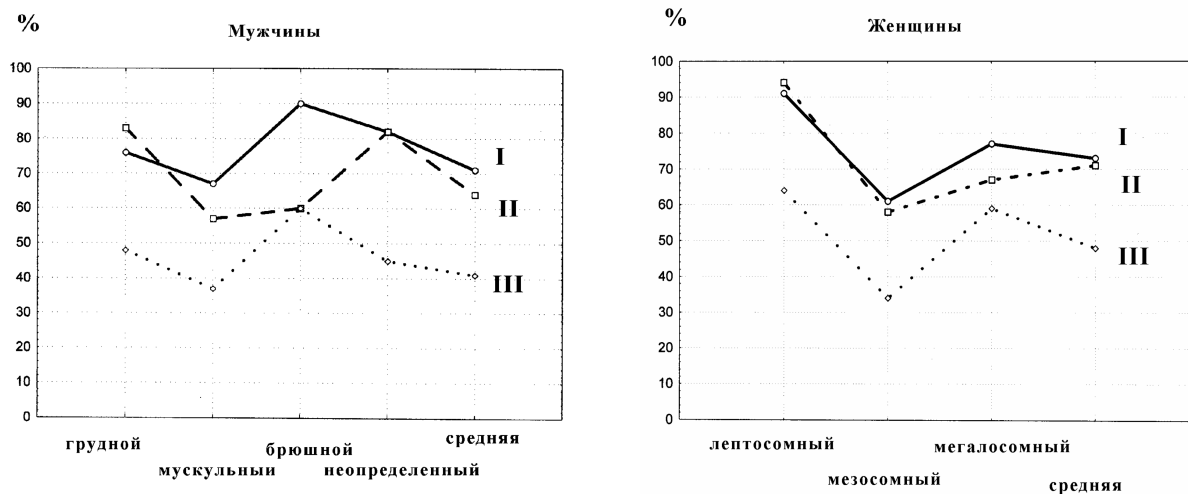 %
Мужчины
100
90
80
70
60
50
40
30
20
10
0
I
II
III
грудной
мускульный
брюшной
неопределенный
средняя
%
Женщины
100
90
80
70
60
50
40
30
20
10
0
I
II
III
лептосомный
мезосомный
мегалосомный
средняя